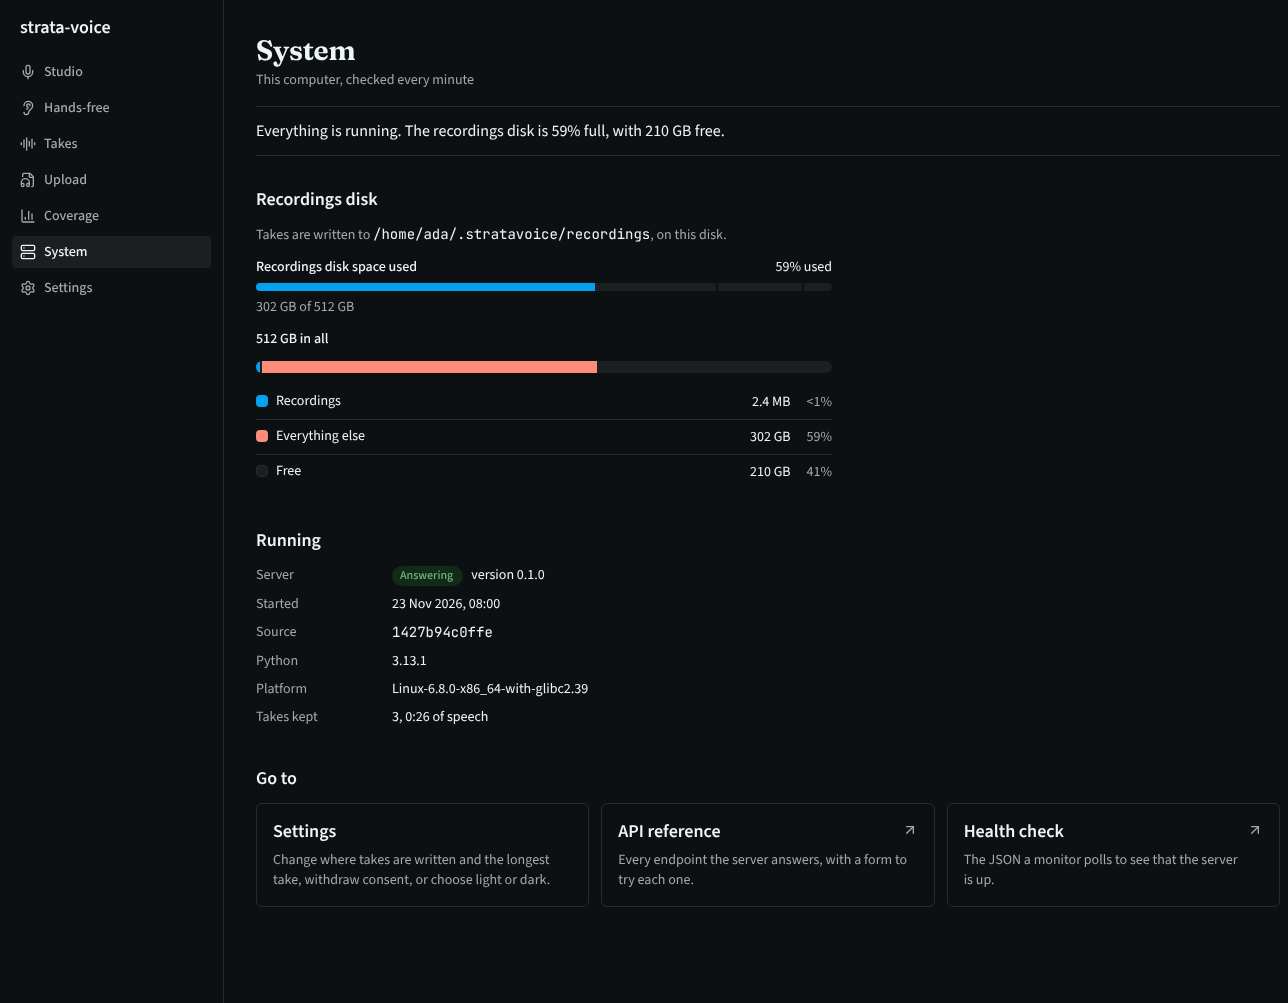 strata-voice
Studio
Hands-free
Takes
Upload
Coverage
System
Settings
System
This computer, checked every minute
Everything is running. The recordings disk is 59% full, with 210 GB free.
Recordings disk
Takes are written to /home/ada/.stratavoice/recordings, on this disk.
Recordings disk space used 59% used
302 GB of 512 GB
512 GB in all
Recordings 2.4 MB <1%
Everything else 302 GB 59%
Free 210 GB 41%
Running
Server Answering version 0.1.0
Started 23 Nov 2026, 08:00
Source 1427b94c0ffe
Python 3.13.1
Platform Linux-6.8.0-x86_64-with-glibc2.39
Takes kept 3, 0:26 of speech
Go to
Settings
Change where takes are written and the longest
take, withdraw consent, or choose light or dark.
API reference
Every endpoint the server answers, with a form to
try each one.
Health check
The JSON a monitor polls to see that the server
is up.